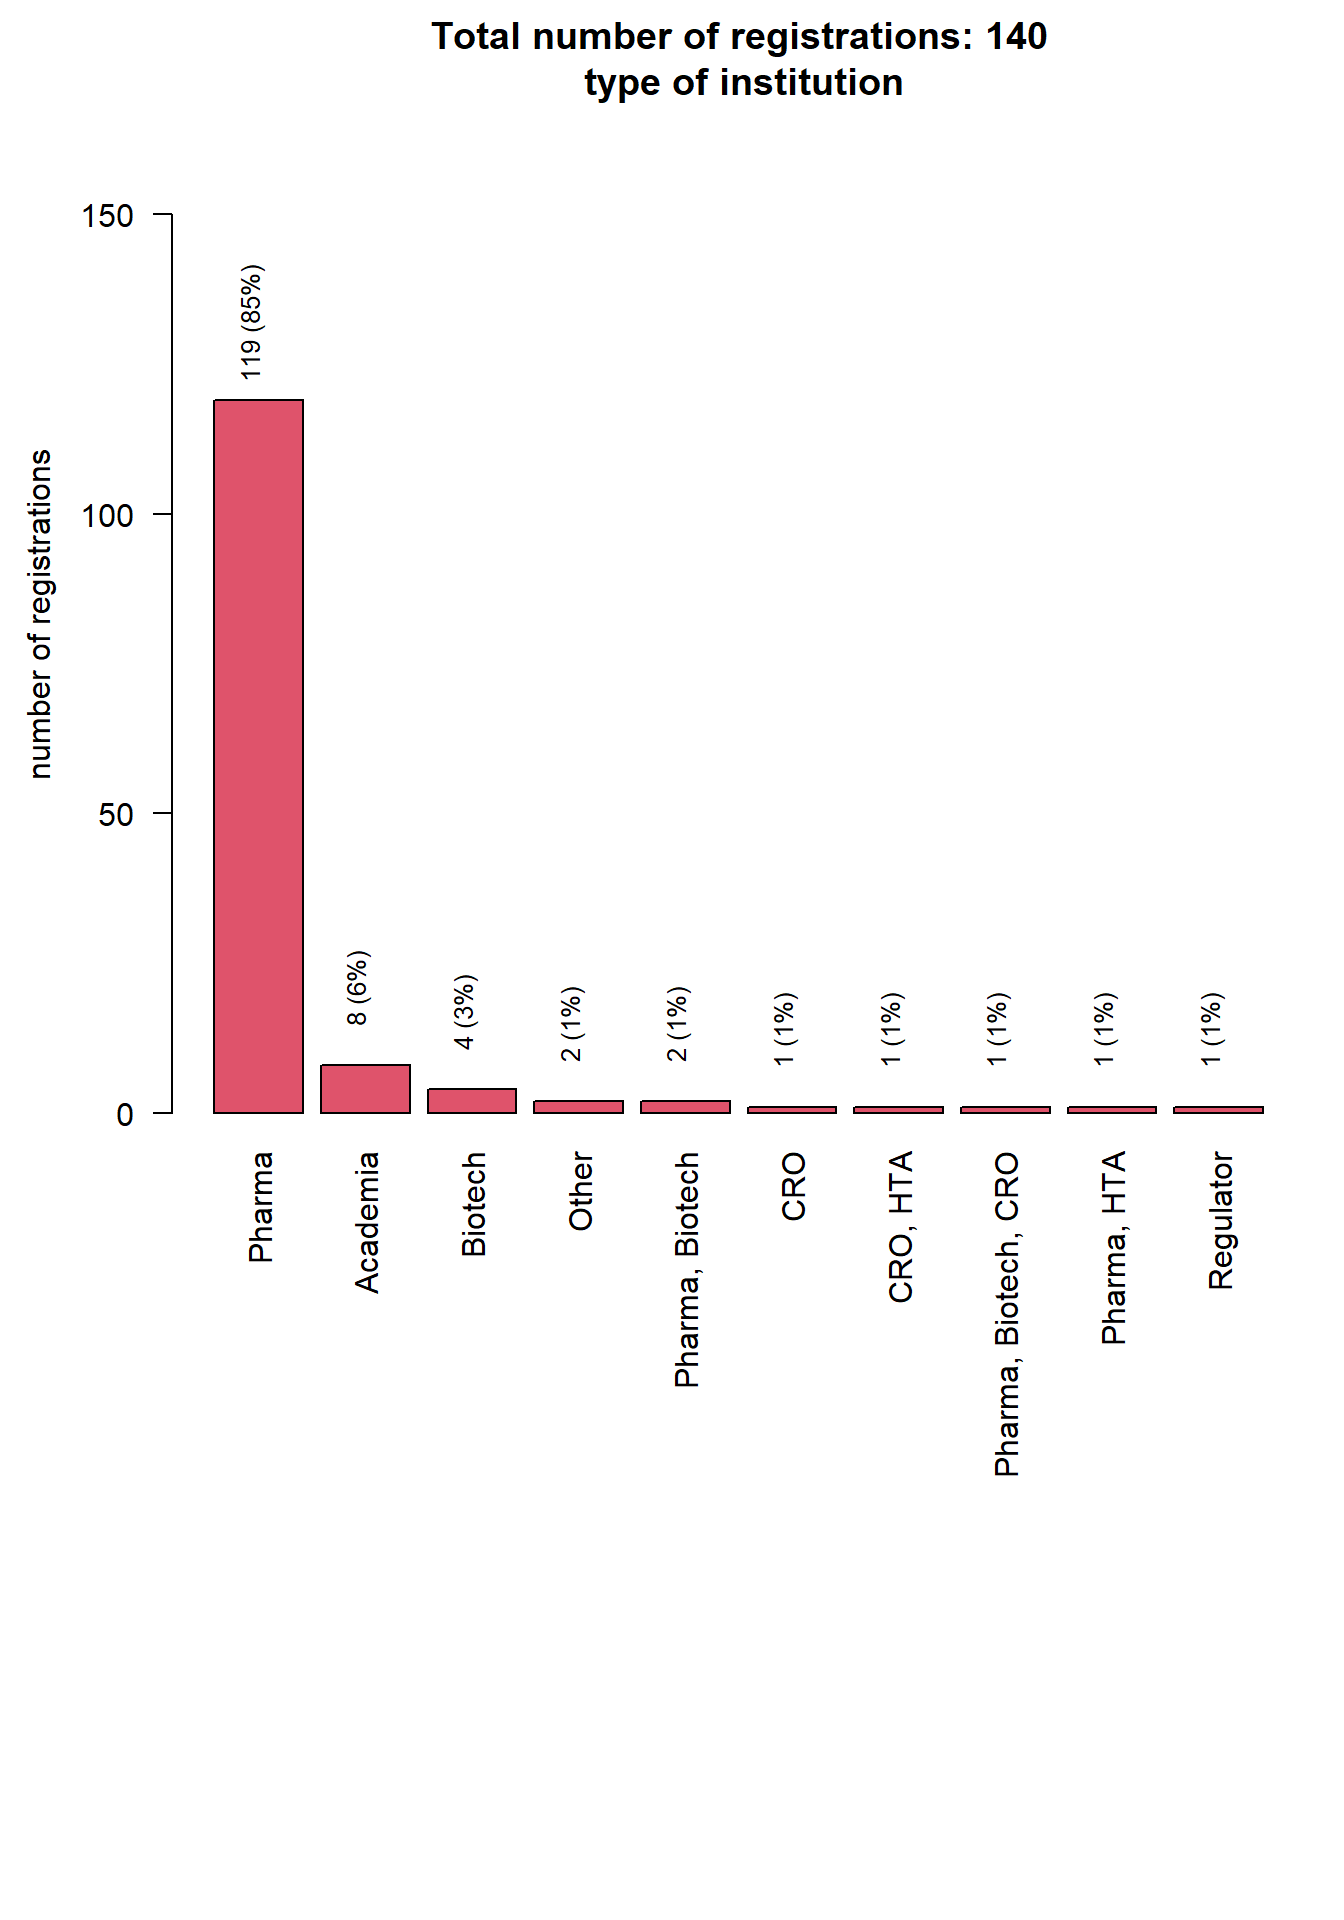 Total number of registrations: 140
type of institution
number of registrations
150
100
50
0
119 (85%)
8 (6%)
4 (3%)
2 (1%)
2 (1%)
1 (1%)
1 (1%)
1 (1%)
1 (1%)
1 (1%)
Pharma
Academia
Biotech
Other
Pharma, Biotech
CRO
CRO, HTA
Pharma, Biotech, CRO
Pharma, HTA
Regulator